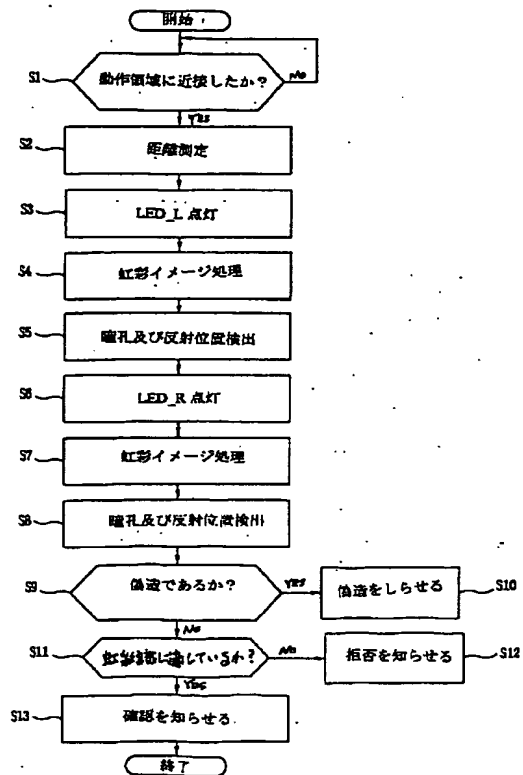 開始
S1 動作領域に近接したか? NO
YES
S2 距離測定
S3 LED_L 点灯
S4 虹彩イメージ処理
S5 瞳孔及び反射位置検出
S6 LED_R 点灯
S7 虹彩イメージ処理
S8 瞳孔及び反射位置検出
S9 偽造であるか? YES 偽造をしらせる S10
NO
S11 に適しているか? NO 拒否を知らせる S12
YES
S13 確認を知らせる
終了